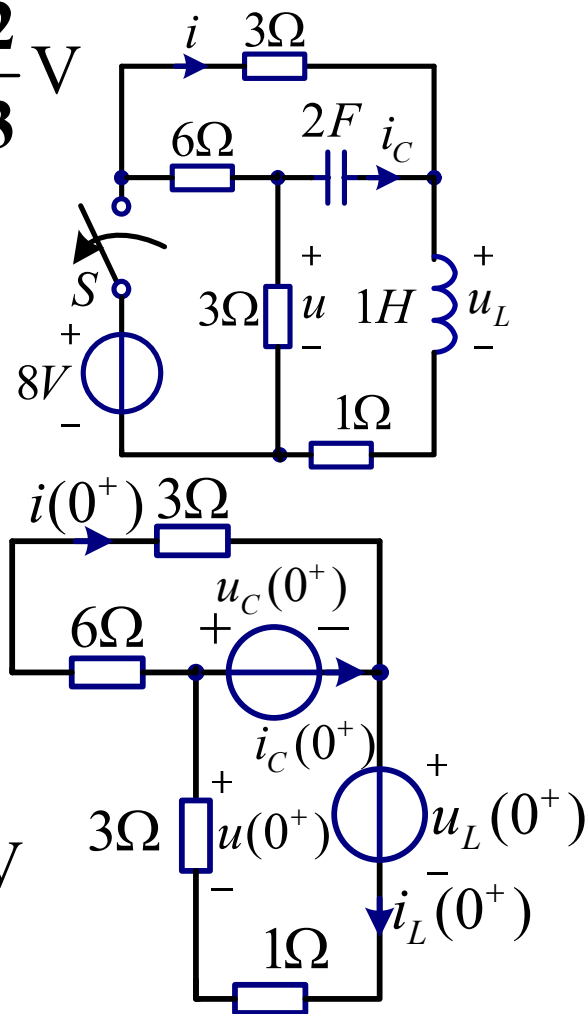 2/3 V
i 3Ω
2F i_C
6Ω
S
+ +
3Ω u 1H u_L
− −
+
8V
−
1Ω
i(0⁺) 3Ω
u_C(0⁺)
6Ω + −
i_C(0⁺)
+ +
3Ω u(0⁺) u_L(0⁺)
− −
i_L(0⁺)
1Ω